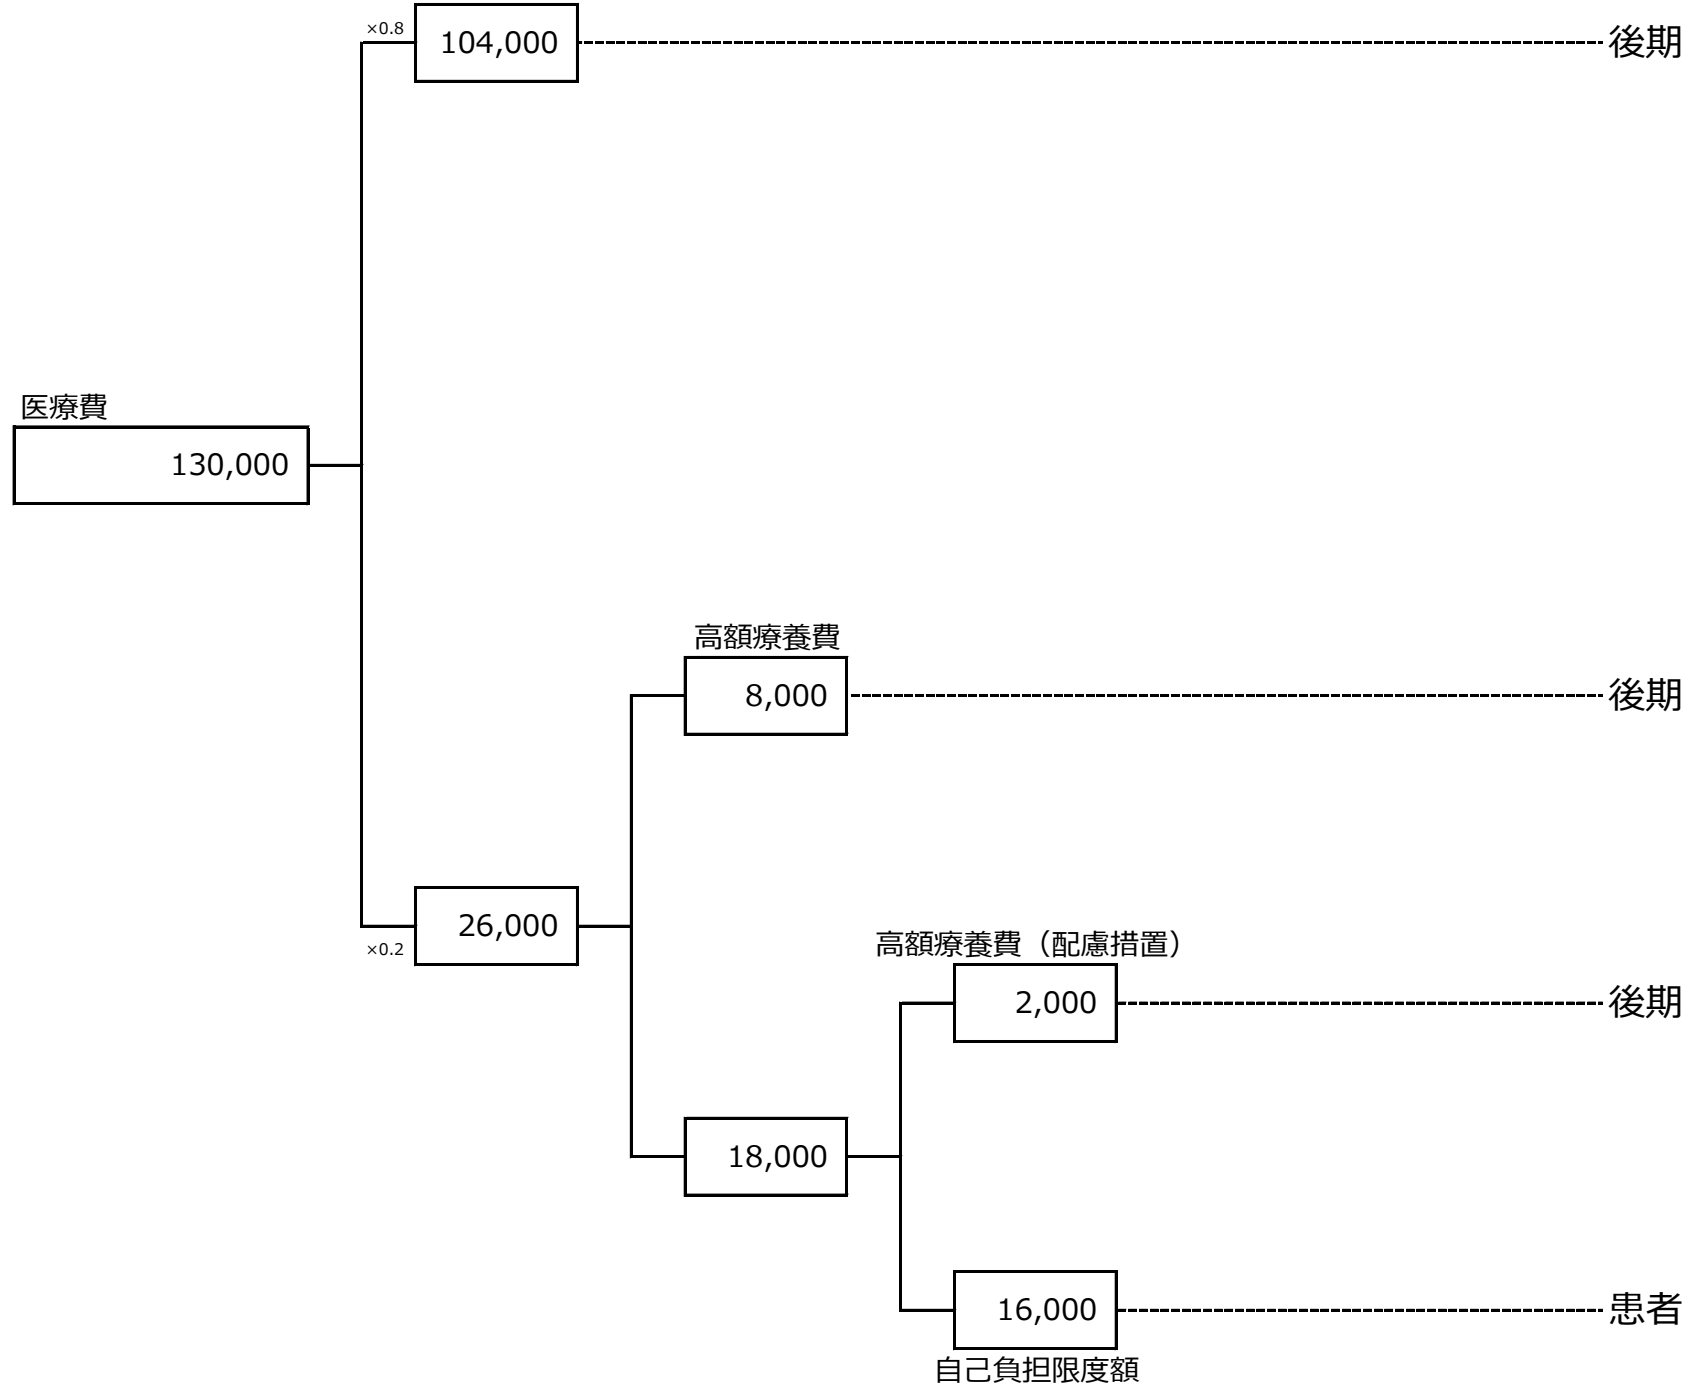 ×0.8
104,000
後期
医療費
130,000
高額療養費
8,000
後期
26,000
×0.2
高額療養費（配慮措置）
2,000
後期
18,000
16,000
患者
自己負担限度額